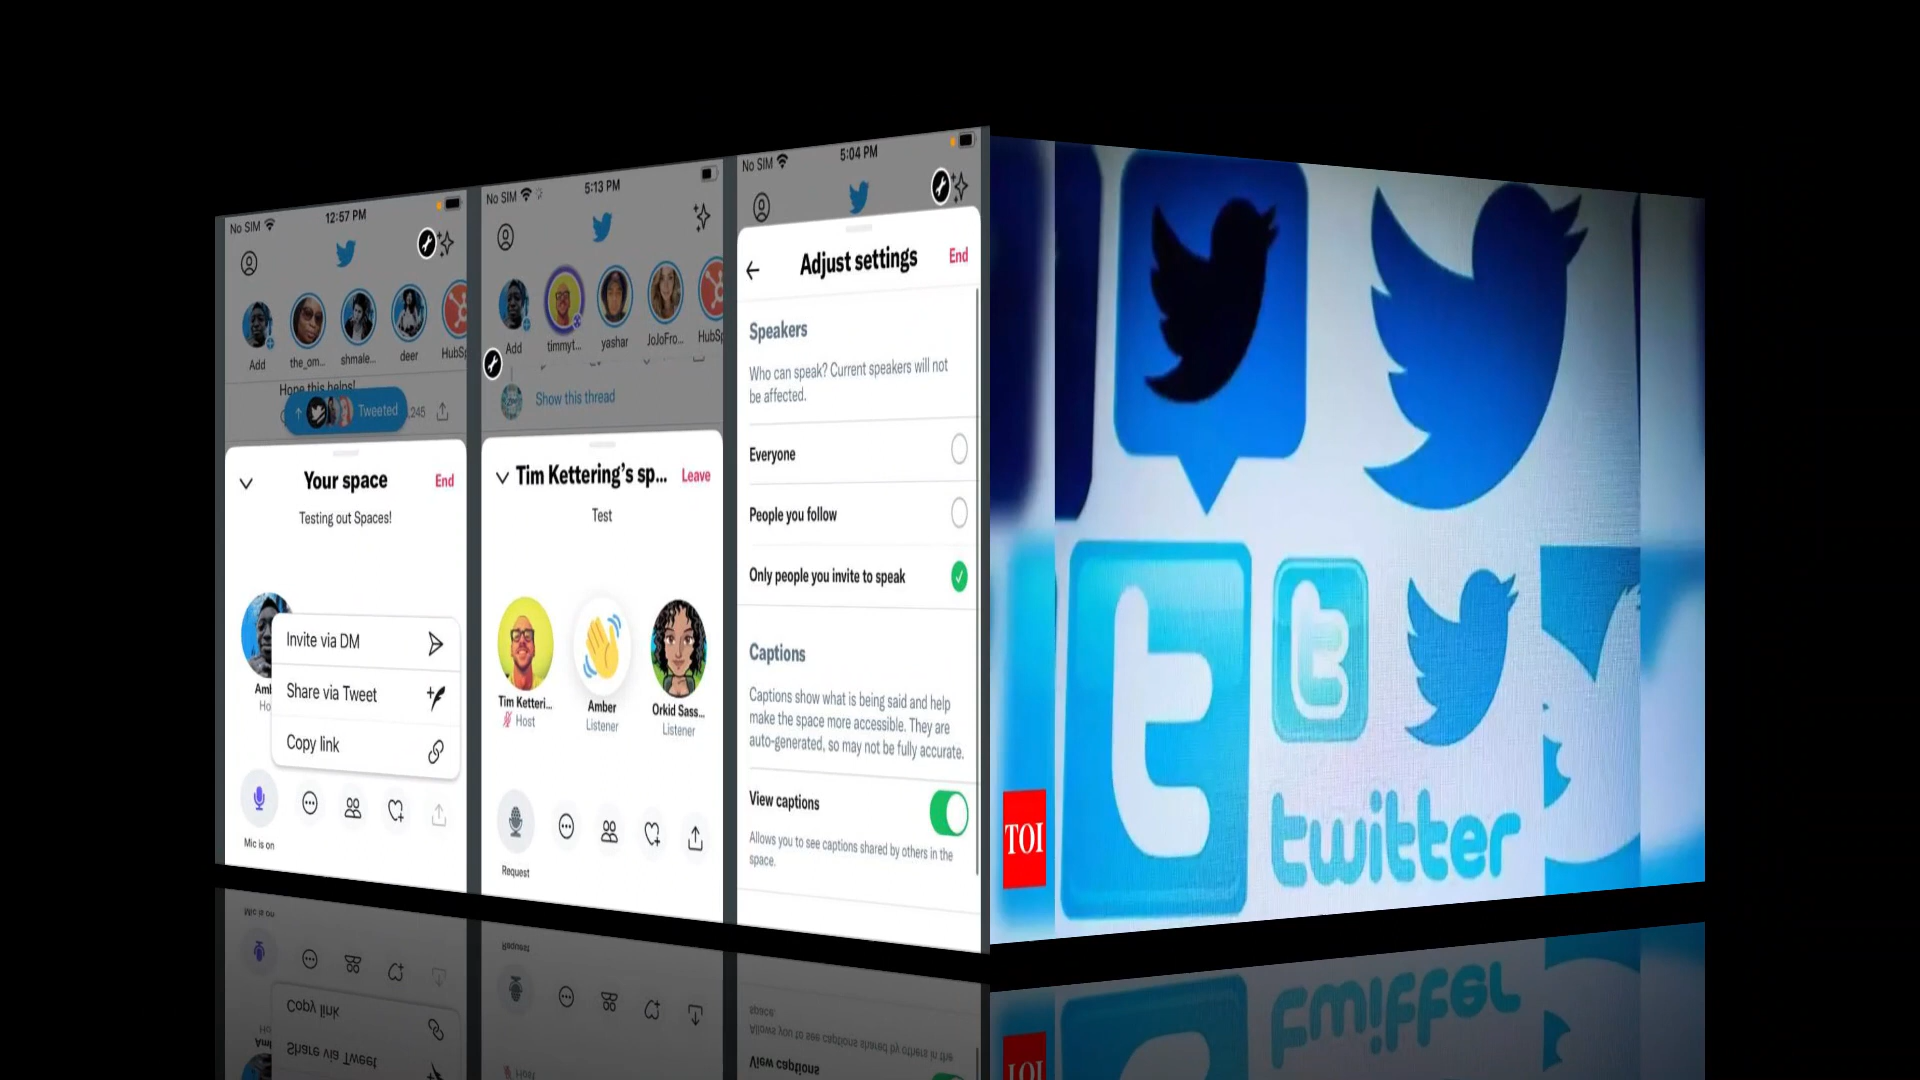 No SIM
12:57 PM
Add
the_om...
shmale...
deer
HubSp
Hope this helps!
Tweeted
,245
Your space
End
Testing out Spaces!
Amb
Ho
Invite via DM
Share via Tweet
Copy link
Mic is on
No SIM
5:13 PM
Add
timmyt...
yashar
JoJoFro...
HubSp
Show this thread
Tim Kettering's sp...
Leave
Test
Tim Ketteri...
Host
Amber
Listener
Orkid Sass...
Listener
Request
No SIM
5:04 PM
Adjust settings
End
Speakers
Who can speak? Current speakers will not
be affected.
Everyone
People you follow
Only people you invite to speak
Captions
Captions show what is being said and help
make the space more accessible. They are
auto-generated, so may not be fully accurate.
View captions
Allows you to see captions shared by others in the
space.
TOI
t
t
twitter